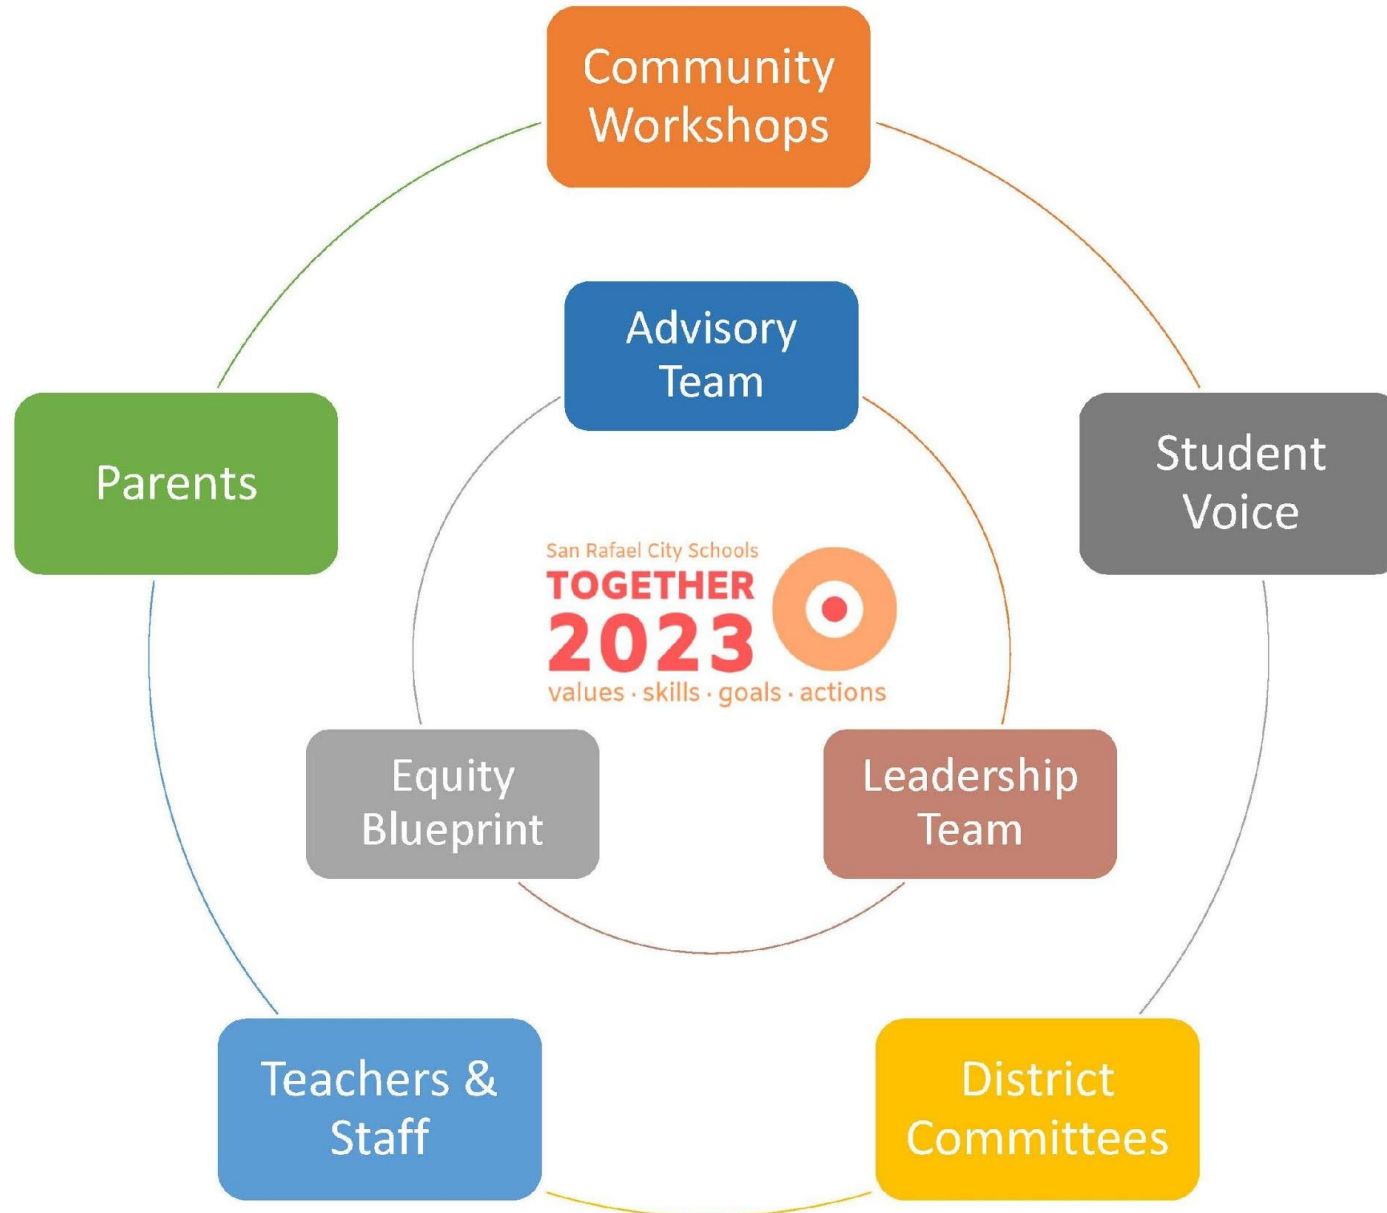 Community
Workshops
Advisory
Team
Parents
Student
Voice
San Rafael City Schools
TOGETHER
2023
values · skills · goals · actions
Equity
Blueprint
Leadership
Team
Teachers &
Staff
District
Committees